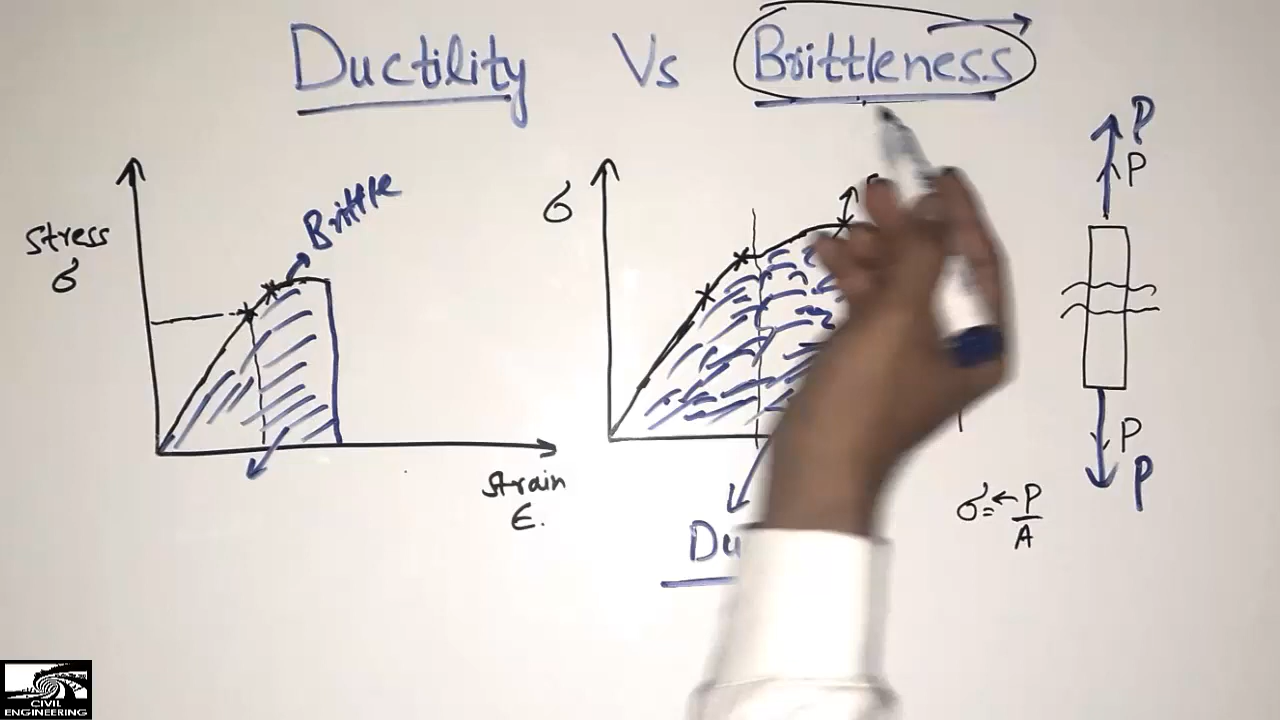 Ductility Vs Brittleness
Stress
σ
Brittle
Strain
ε.
σ
P
P
P
P
σ = P
A
CIVIL
ENGINEERING